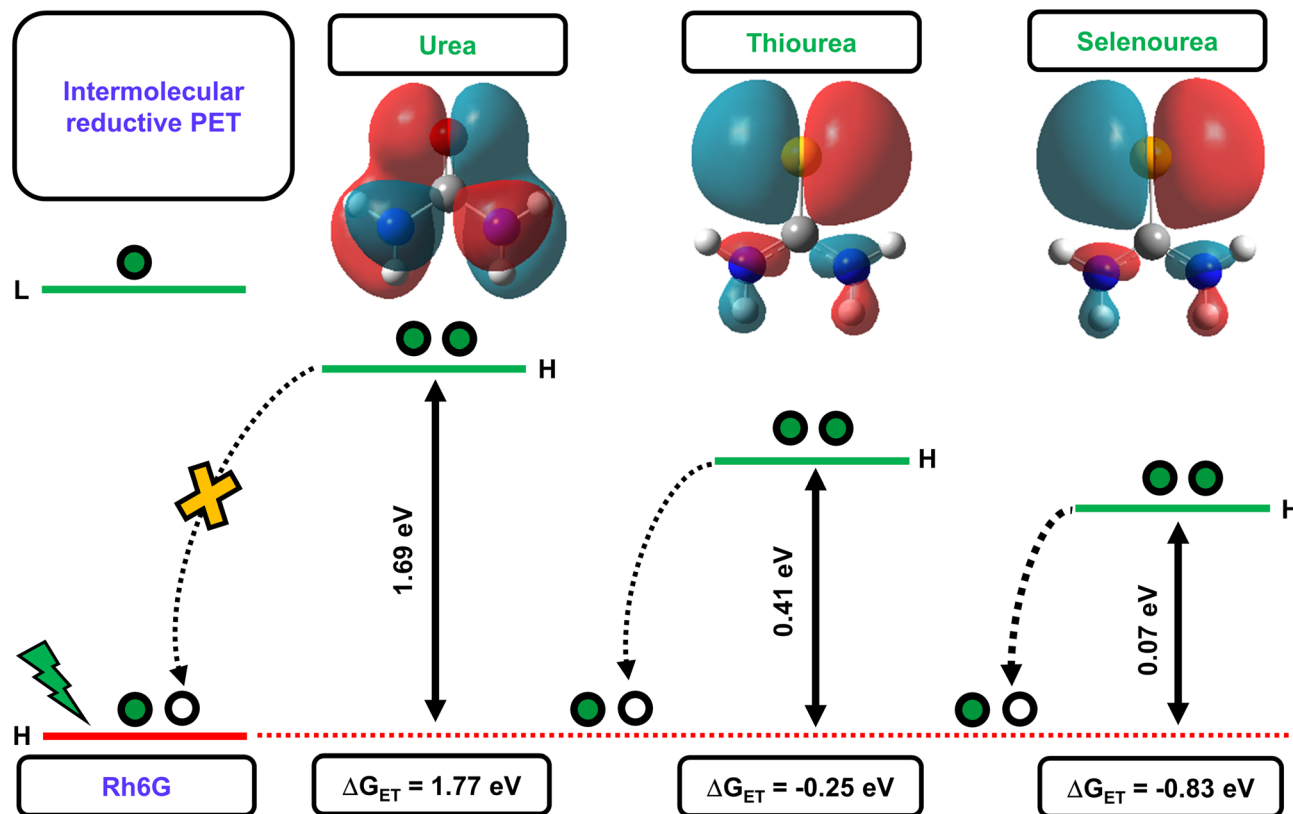 Intermolecular
reductive PET
Urea
Thiourea
Selenourea
L
H
H
H
1.69 eV
0.41 eV
0.07 eV
H
Rh6G
ΔG_ET = 1.77 eV
ΔG_ET = -0.25 eV
ΔG_ET = -0.83 eV